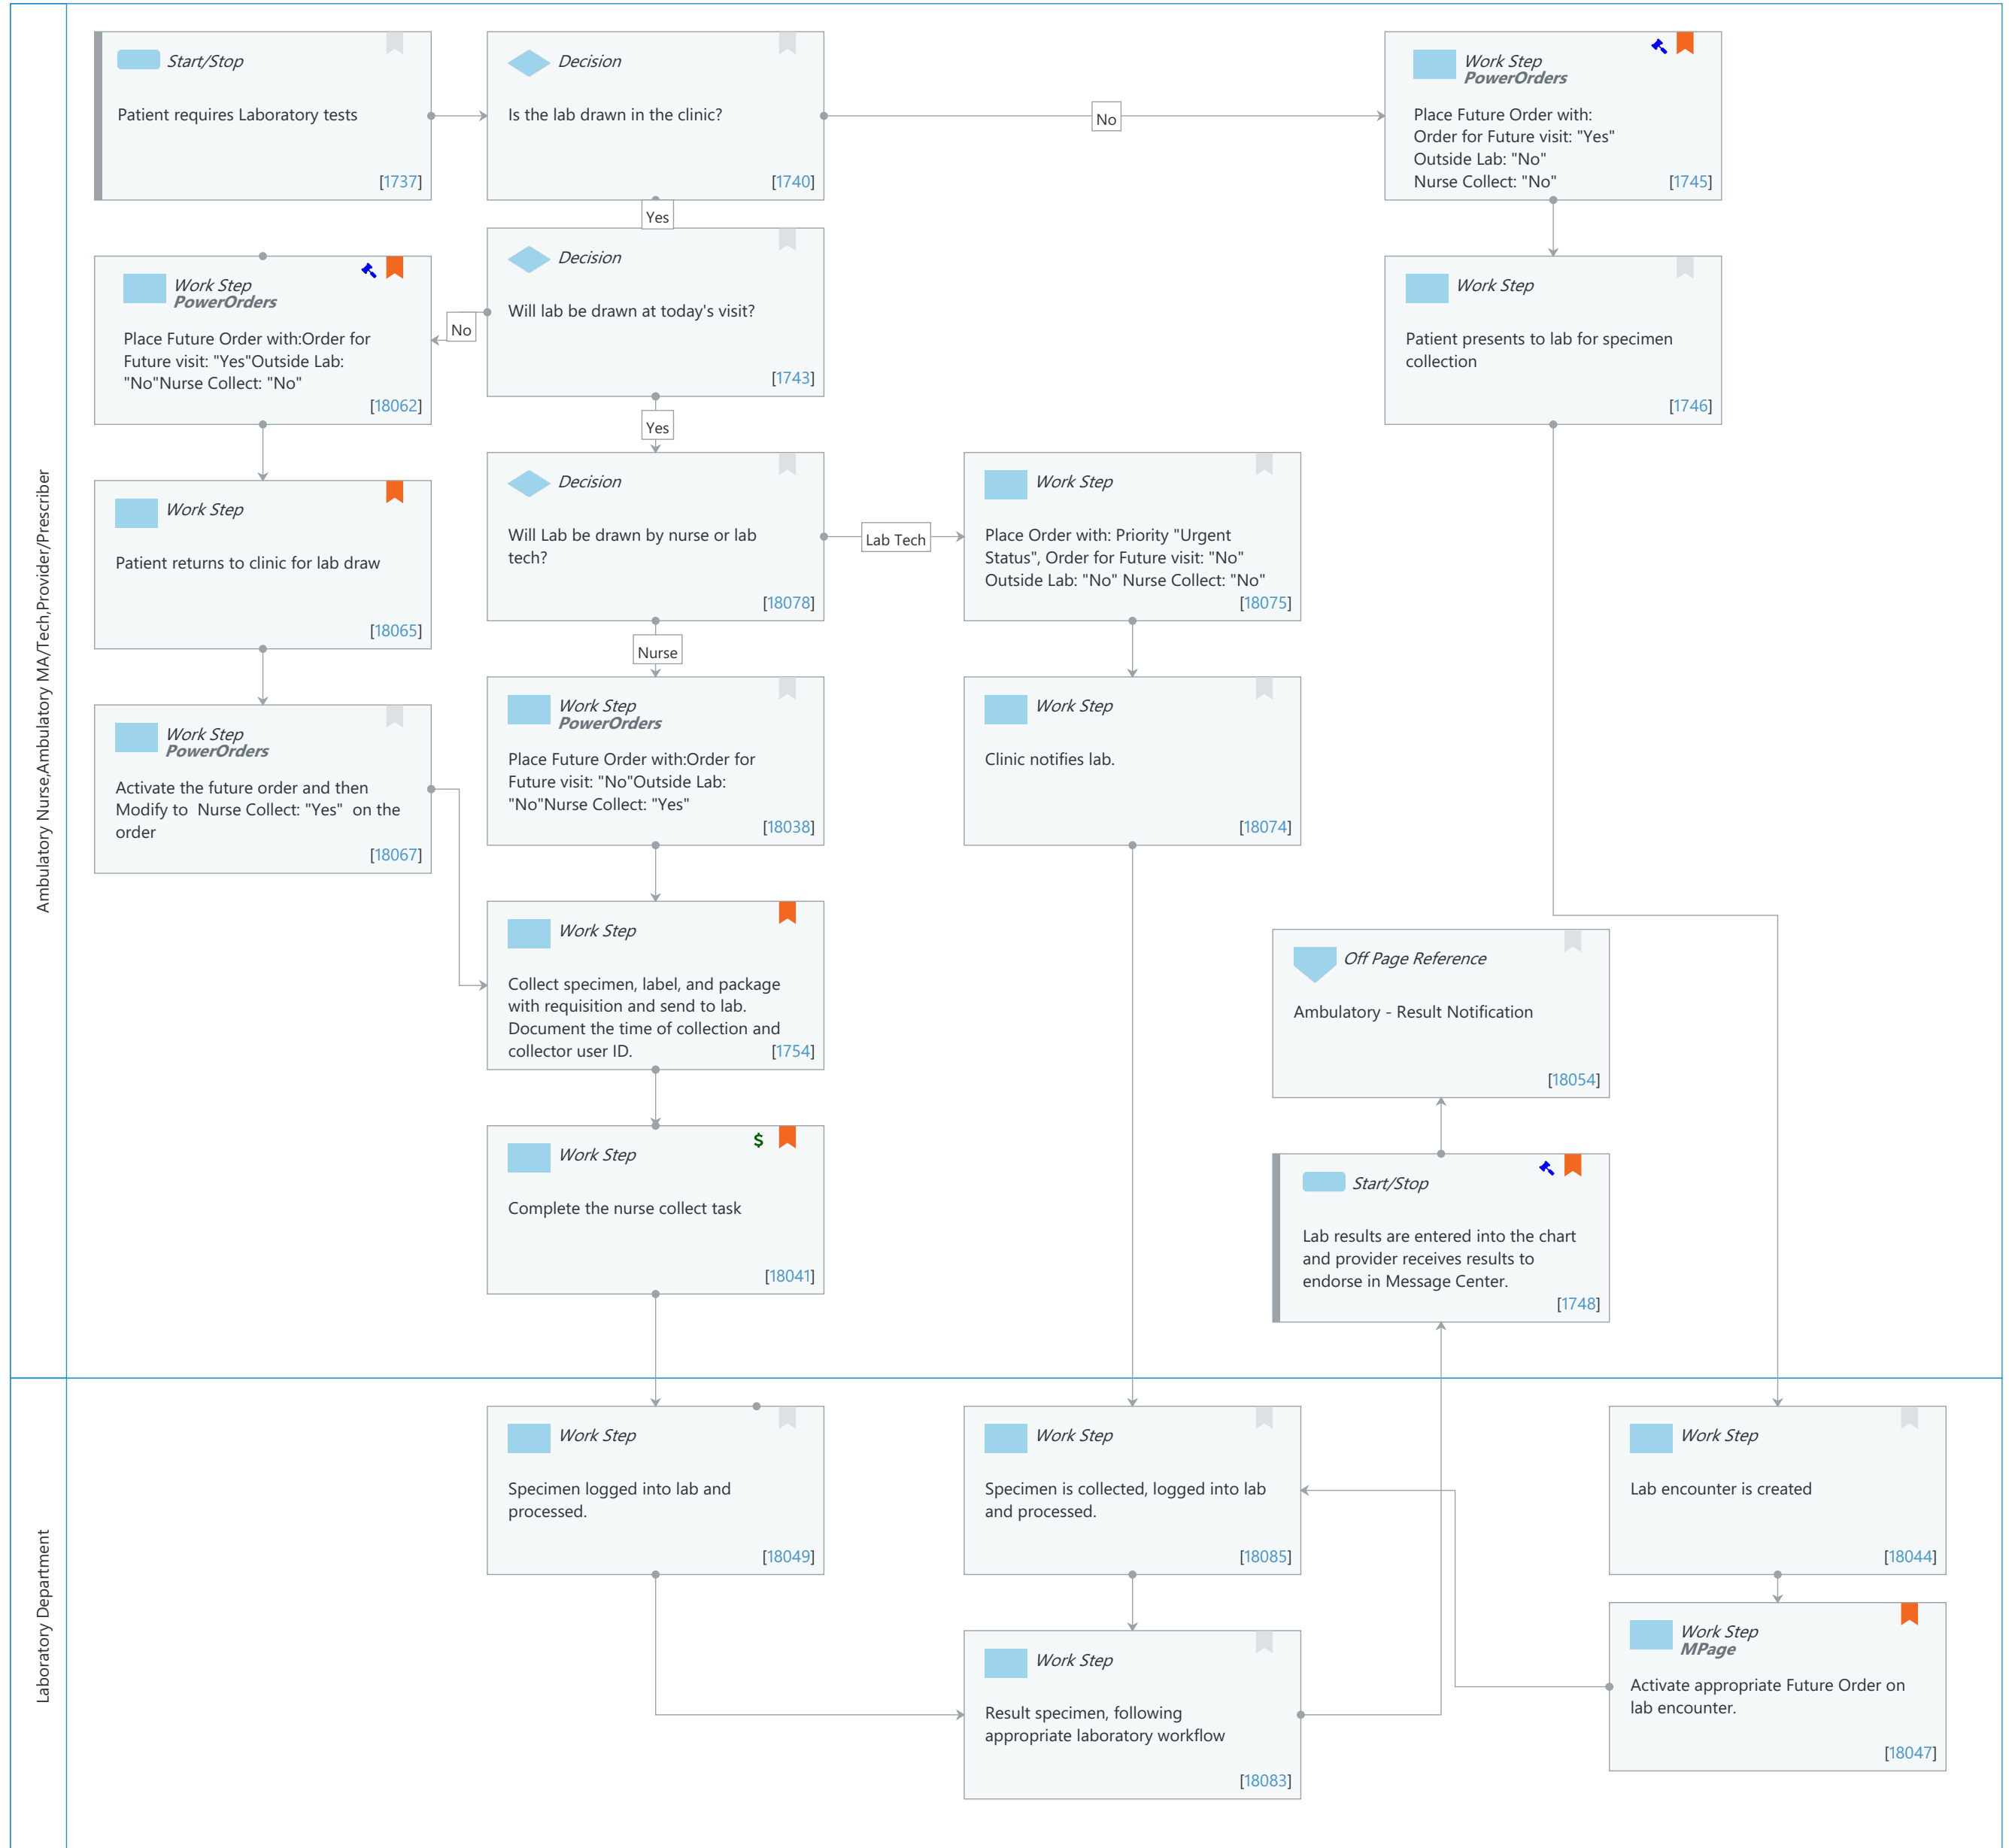 Ambulatory Nurse,Ambulatory MA/Tech,Provider/Prescriber
Start/Stop
Patient requires Laboratory tests
[1737]
Decision
Is the lab drawn in the clinic?
[1740]
No
Work Step
PowerOrders
Place Future Order with:
Order for Future visit: "Yes"
Outside Lab: "No"
Nurse Collect: "No"
[1745]
Yes
Decision
Will lab be drawn at today's visit?
[1743]
No
Work Step
PowerOrders
Place Future Order with:Order for
Future visit: "Yes"Outside Lab:
"No"Nurse Collect: "No"
[18062]
Work Step
Patient presents to lab for specimen
collection
[1746]
Yes
Decision
Will Lab be drawn by nurse or lab
tech?
[18078]
Lab Tech
Work Step
Place Order with: Priority "Urgent
Status", Order for Future visit: "No"
Outside Lab: "No" Nurse Collect: "No"
[18075]
Work Step
Patient returns to clinic for lab draw
[18065]
Nurse
Work Step
PowerOrders
Activate the future order and then
Modify to  Nurse Collect: "Yes"  on the
order
[18067]
Work Step
PowerOrders
Place Future Order with:Order for
Future visit: "No"Outside Lab:
"No"Nurse Collect: "Yes"
[18038]
Work Step
Clinic notifies lab.
[18074]
Work Step
Collect specimen, label, and package
with requisition and send to lab.
Document the time of collection and
collector user ID.
[1754]
Off Page Reference
Ambulatory - Result Notification
[18054]
$
Work Step
Complete the nurse collect task
[18041]
Start/Stop
Lab results are entered into the chart
and provider receives results to
endorse in Message Center.
[1748]
Laboratory Department
Work Step
Specimen logged into lab and
processed.
[18049]
Work Step
Specimen is collected, logged into lab
and processed.
[18085]
Work Step
Lab encounter is created
[18044]
Work Step
Result specimen, following
appropriate laboratory workflow
[18083]
Work Step
MPage
Activate appropriate Future Order on
lab encounter.
[18047]